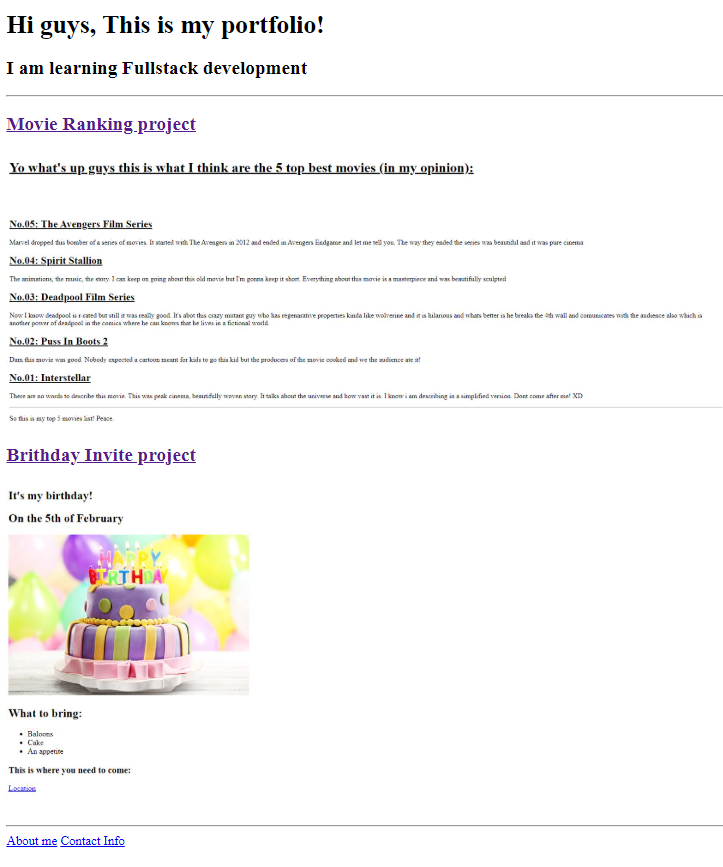 Hi guys, This is my portfolio!
I am learning Fullstack development
Movie Ranking project
Yo what's up guys this is what I think are the 5 top best movies (in my opinion):
No.05: The Avengers Film Series
Marvel dropped this bomber of a series of movies. It started with The Avengers in 2012 and ended in Avengers Endgame and let me tell you. The way they ended the series was beautiful and it was pure cinema
No.04: Spirit Stallion
The animations, the music, the story. I can keep on going about this old movie but I'm gonna keep it short. Everything about this movie is a masterpiece and was beautifully sculpted
No.03: Deadpool Film Series
Now I know deadpool is r-rated but still it was really good. It's abot this crazy mutant guy who has regenarative properties kinda like wolverine and it is hilarious and whats better is he breaks the 4th wall and comunicates with the audience also which is
another power of deadpool in the comics where he can knows that he lives in a fictional world.
No.02: Puss In Boots 2
Dam this movie was good. Nobody expected a cartoon meant for kids to go this kid but the producers of the movie cooked and we the audience ate it!
No.01: Interstellar
There are no words to describe this movie. This was peak cinema, beautifully woven story. It talks about the universe and how vast it is. I know i am describing in a simplified version. Dont come after me! XD
So this is my top 5 movies list! Peace.
Brithday Invite project
It's my birthday!
On the 5th of February
HAPPY
BIRTHDAY
What to bring:
• Baloons
• Cake
• An appetite
This is where you need to come:
Location
About me Contact Info